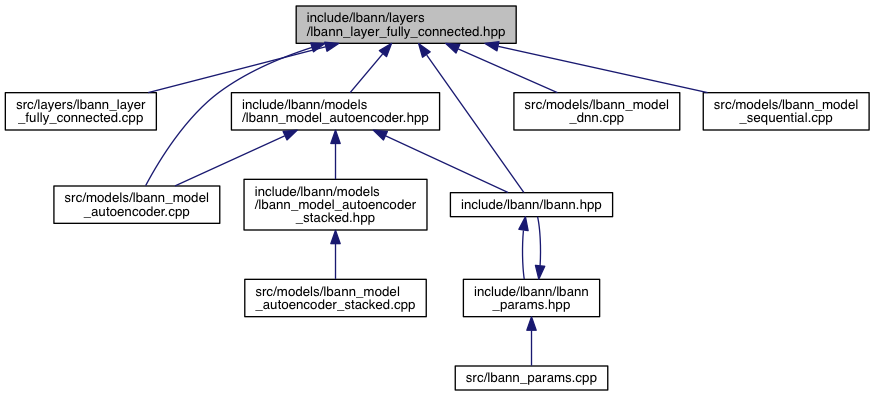 include/lbann/layers
/lbann_layer_fully_connected.hpp
src/layers/lbann_layer
_fully_connected.cpp
include/lbann/models
/lbann_model_autoencoder.hpp
src/models/lbann_model
_dnn.cpp
src/models/lbann_model
_sequential.cpp
src/models/lbann_model
_autoencoder.cpp
include/lbann/models
/lbann_model_autoencoder
_stacked.hpp
include/lbann/lbann.hpp
src/models/lbann_model
_autoencoder_stacked.cpp
include/lbann/lbann
_params.hpp
src/lbann_params.cpp